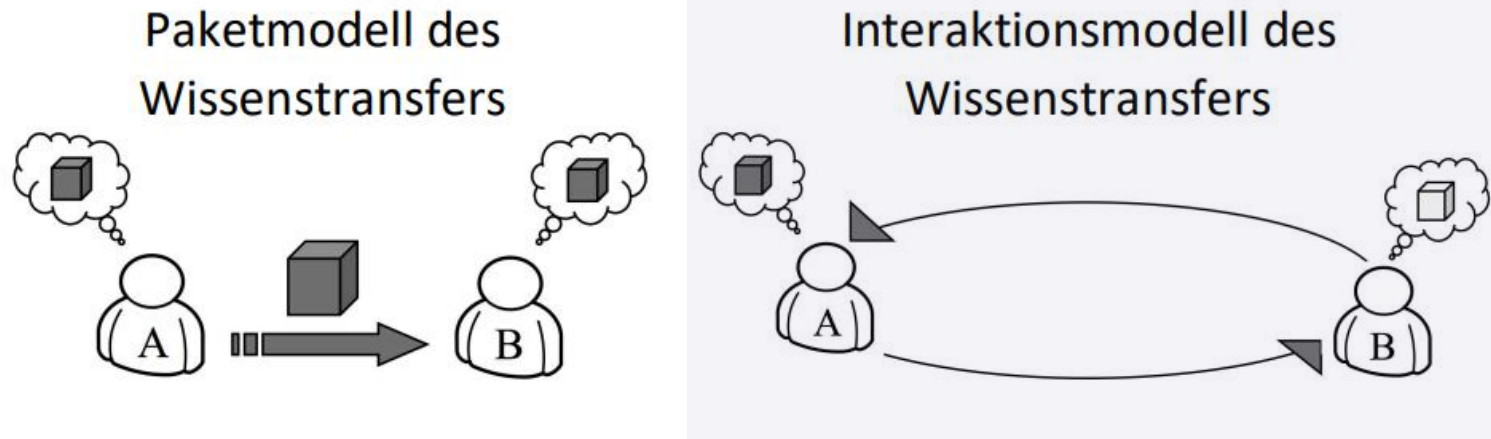 Paketmodell des
Wissenstransfers
A
B
Interaktionsmodell des
Wissenstransfers
A
B